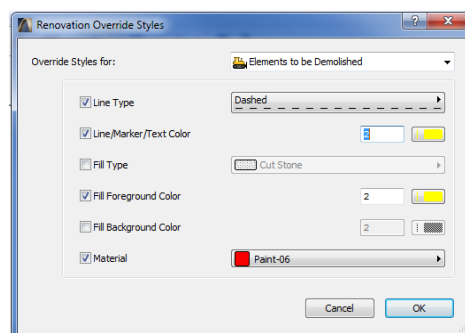 Renovation Override Styles
Override Styles for: Elements to be Demolished
Line Type Dashed
Line/Marker/Text Color 2
Fill Type Cut Stone
Fill Foreground Color 2
Fill Background Color 2
Material Paint-06
Cancel OK